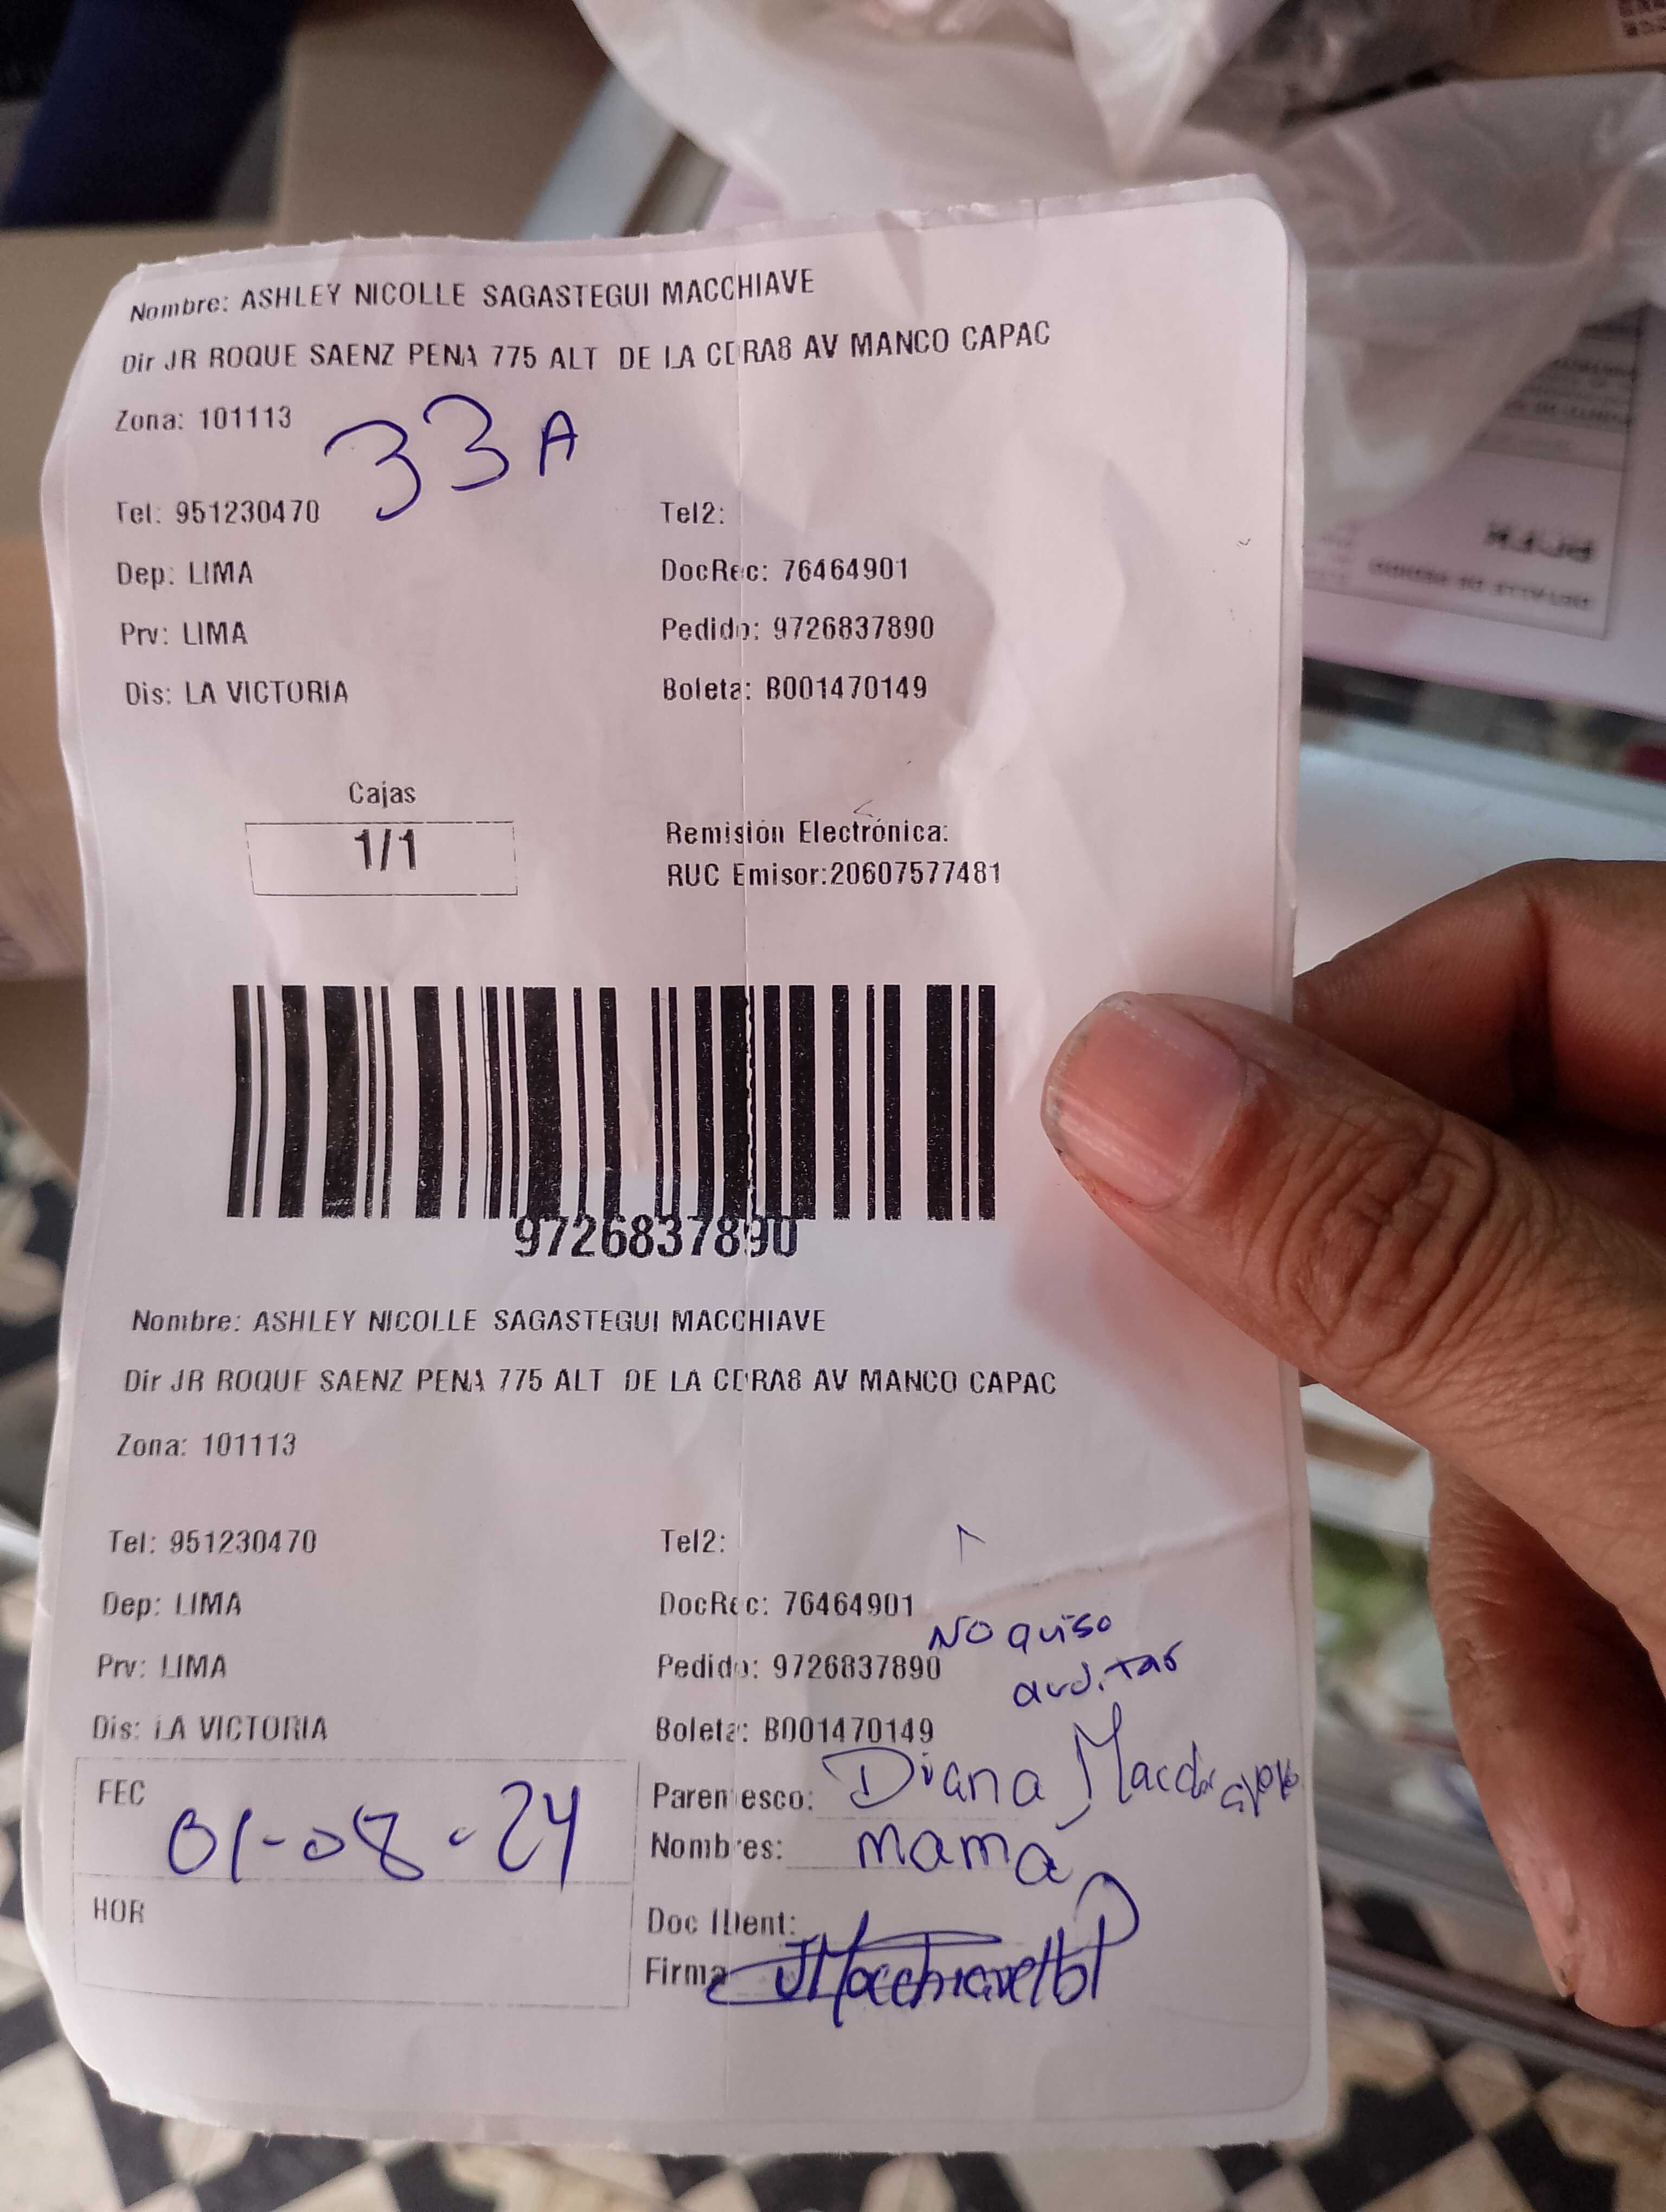 Nombre: ASHLEY NICOLLE SAGASTEGUI MACCHIAVE
Dir JR ROQUE SAENZ PENA 775 ALT DE LA CDRA8 AV MANCO CAPAC
Zona: 101113
33 A
Tel: 951230470 Tel2:
Dep: LIMA DocRec: 76464901
Prv: LIMA Pedido: 9726837890
Dis: LA VICTORIA Boleta: B001470149
Cajas
1/1
Remisión Electrónica:
RUC Emisor:20607577481
9726837890
Nombre: ASHLEY NICOLLE SAGASTEGUI MACCHIAVE
Dir JR ROQUE SAENZ PENA 775 ALT DE LA CDRA8 AV MANCO CAPAC
Zona: 101113
Tel: 951230470 Tel2:
Dep: LIMA DocRec: 76464901
NO quiso
Prv: LIMA Pedido: 9726837890
auditar
Dis: LA VICTORIA Boleta: B001470149
FEC 01-08-24
Parentesco: Diana
Nombres: mamá
HOR
Doc IDent:
Firma